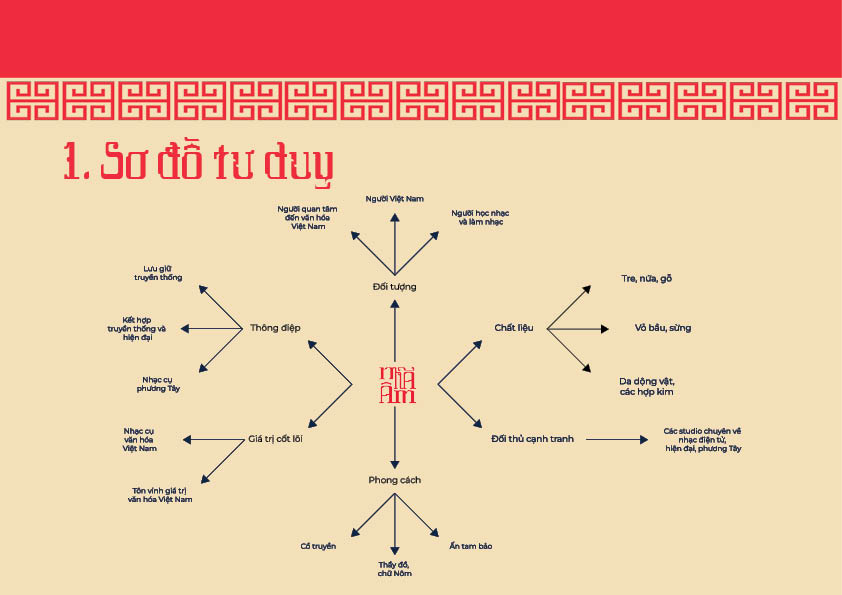 1. Sơ đồ tư duy
Người Việt Nam
Người quan tâm
đến văn hóa
Việt Nam
Người học nhạc
và làm nhạc
Đối tượng
Lưu giữ
truyền thống
Kết hợp
truyền thống và
hiện đại
Nhạc cụ
phương Tây
Thông điệp
Chất liệu
Tre, nứa, gỗ
Vỏ bầu, sừng
Da động vật,
các hợp kim
Nhạc cụ
văn hóa
Việt Nam
Tôn vinh giá trị
văn hóa Việt Nam
Giá trị cốt lõi
Đối thủ cạnh tranh
Các studio chuyên về
nhạc điện tử,
hiện đại, phương Tây
Phong cách
Cổ truyền
Thầy đồ,
chữ Nôm
Ấn tam bảo